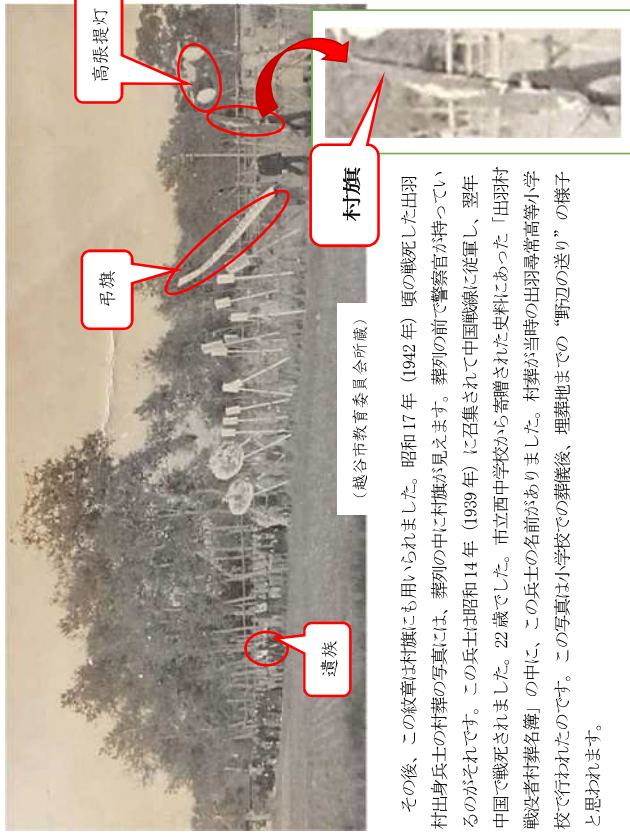 高張提灯
弔旗
村旗
遺族
（越谷市教育委員会所蔵）
その後、この紋章は村旗にも用いられました。昭和17年（1942年）頃の戦死した出羽
村出身兵士の村葬の写真には、葬列の中に村旗が見えます。葬列の前で警察官が持ってい
るのがそれです。この兵士は昭和14年（1939年）に召集されて中国戦線に従軍し、翌年
中国で戦死されました。22歳でした。市立西中学校から寄贈された史料にあった「出羽村
戦没者村葬名簿」の中に、この兵士の名前がありました。村葬が当時の出羽尋常高等小学
校で行われたのです。この写真は小学校での葬儀後、埋葬地までの“野辺の送り”の様子
と思われます。